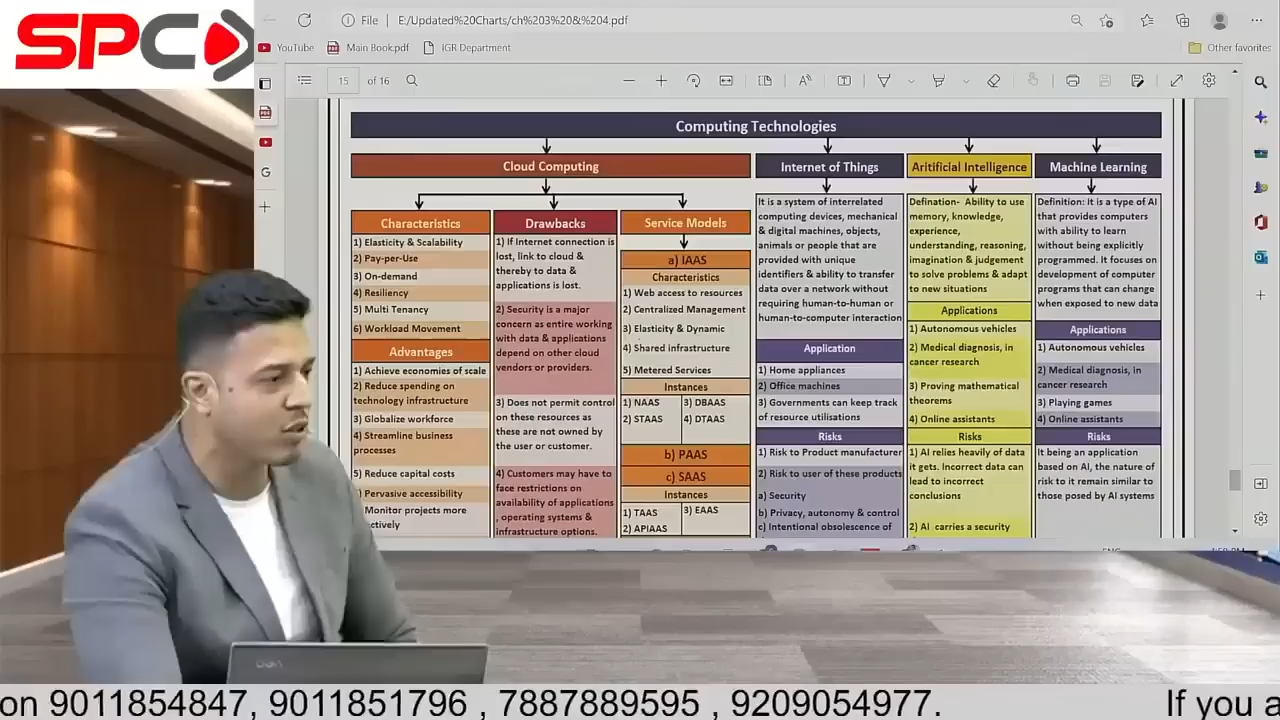 SPC
File E:/Updated%20Charts/ch%203%20&%204.pdf
YouTube Main Book.pdf IGR Department Other favorites
15 of 16
Computing Technologies
Cloud Computing
Internet of Things
Aritificial Intelligence
Machine Learning
Characteristics
1) Elasticity & Scalability
2) Pay-per-Use
3) On-demand
4) Resiliency
5) Multi Tenancy
6) Workload Movement
Advantages
1) Achieve economies of scale
2) Reduce spending on
technology infrastructure
3) Globalize workforce
4) Streamline business
processes
5) Reduce capital costs
) Pervasive accessibility
Monitor projects more
ctively
Drawbacks
1) If Internet connection is
lost, link to cloud &
thereby to data &
applications is lost.
2) Security is a major
concern as entire working
with data & applications
depend on other cloud
vendors or providers.
3) Does not permit control
on these resources as
these are not owned by
the user or customer.
4) Customers may have to
face restrictions on
availability of applications
, operating systems &
infrastructure options.
Service Models
a) IAAS
Characteristics
1) Web access to resources
2) Centralized Management
3) Elasticity & Dynamic
4) Shared infrastructure
5) Metered Services
Instances
1) NAAS 3) DBAAS
2) STAAS 4) DTAAS
b) PAAS
c) SAAS
Instances
1) TAAS 3) EAAS
2) APIAAS
It is a system of interrelated
computing devices, mechanical
& digital machines, objects,
animals or people that are
provided with unique
identifiers & ability to transfer
data over a network without
requiring human-to-human or
human-to-computer interaction
Application
1) Home appliances
2) Office machines
3) Governments can keep track
of resource utilisations
Risks
1) Risk to Product manufacturer
2) Risk to user of these products
a) Security
b) Privacy, autonomy & control
c) Intentional obsolescence of
Defination- Ability to use
memory, knowledge,
experience,
understanding, reasoning,
imagination & judgement
to solve problems & adapt
to new situations
Applications
1) Autonomous vehicles
2) Medical diagnosis, in
cancer research
3) Proving mathematical
theorems
4) Online assistants
Risks
1) AI relies heavily of data
it gets. Incorrect data can
lead to incorrect
conclusions
2) AI carries a security
Definition: It is a type of AI
that provides computers
with ability to learn
without being explicitly
programmed. It focuses on
development of computer
programs that can change
when exposed to new data
Applications
1) Autonomous vehicles
2) Medical diagnosis, in
cancer research
3) Playing games
4) Online assistants
Risks
It being an application
based on AI, the nature of
risk to it remain similar to
those posed by AI systems
DELL
on 9011854847, 9011851796 , 7887889595 , 9209054977. If you a